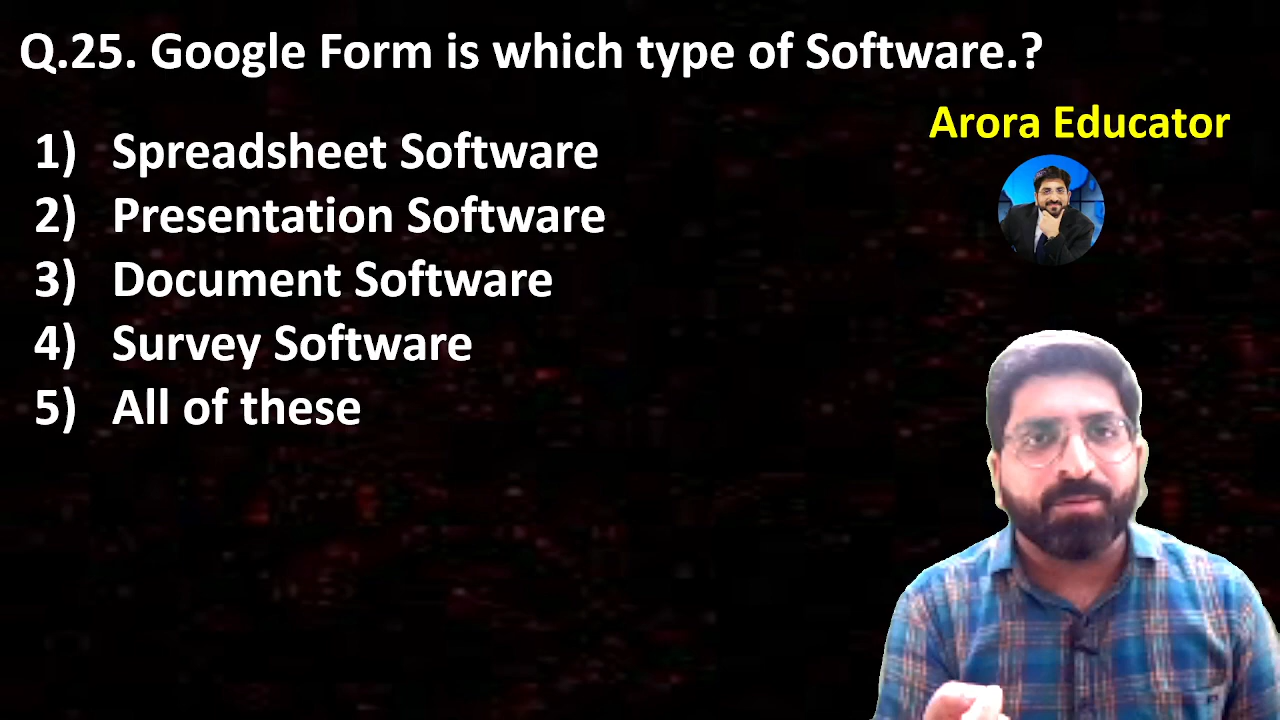 Q.25. Google Form is which type of Software.?
Arora Educator
1) Spreadsheet Software
2) Presentation Software
3) Document Software
4) Survey Software
5) All of these